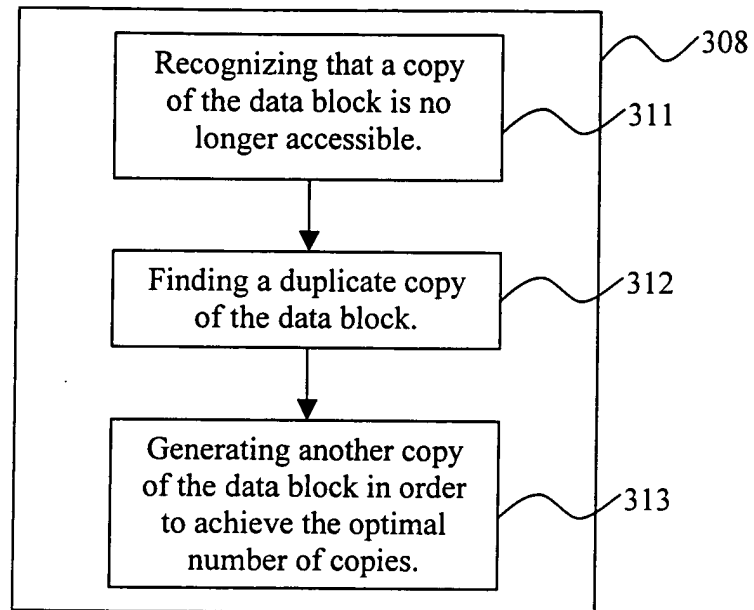 308
Recognizing that a copy
of the data block is no
longer accessible.
311
Finding a duplicate copy
of the data block.
312
Generating another copy
of the data block in order
to achieve the optimal
number of copies.
313